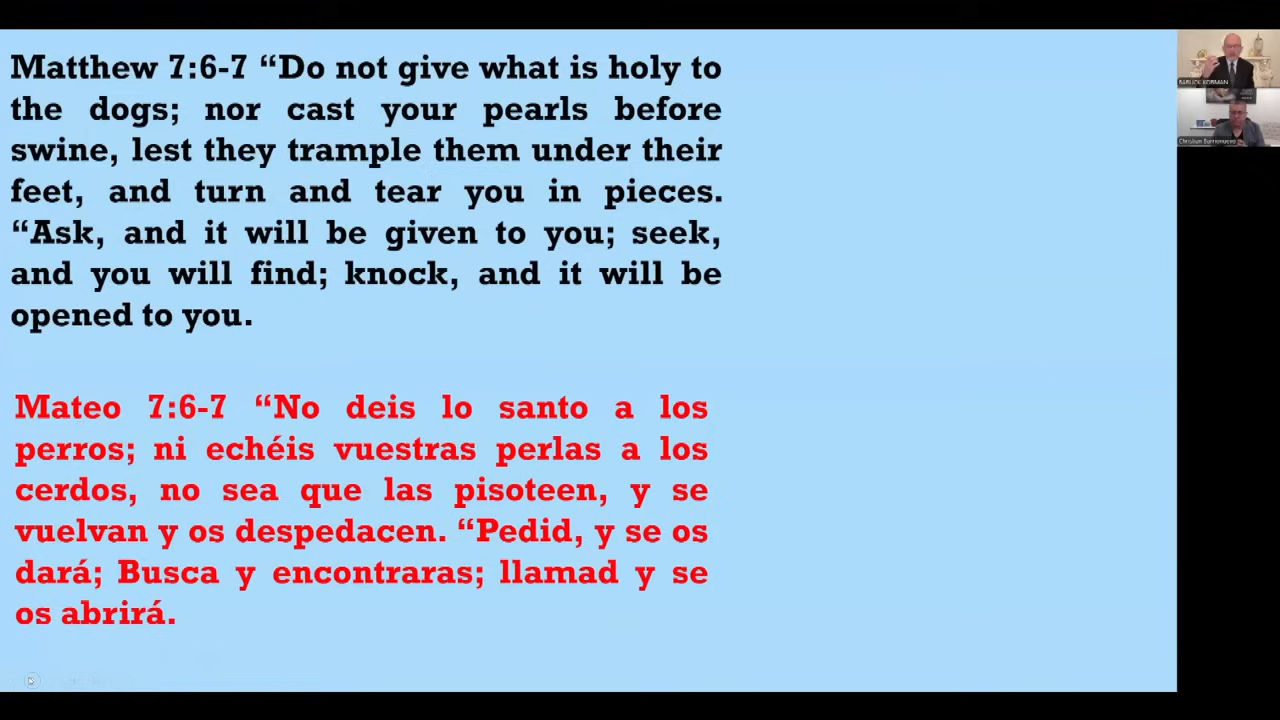 Matthew 7:6-7 “Do not give what is holy to
the dogs; nor cast your pearls before
swine, lest they trample them under their
feet, and turn and tear you in pieces.
“Ask, and it will be given to you; seek,
and you will find; knock, and it will be
opened to you.
Mateo 7:6-7 “No deis lo santo a los
perros; ni echéis vuestras perlas a los
cerdos, no sea que las pisoteen, y se
vuelvan y os despedacen. “Pedid, y se os
dará; Busca y encontraras; llamad y se
os abrirá.
BARUCH KORMAN
Christian